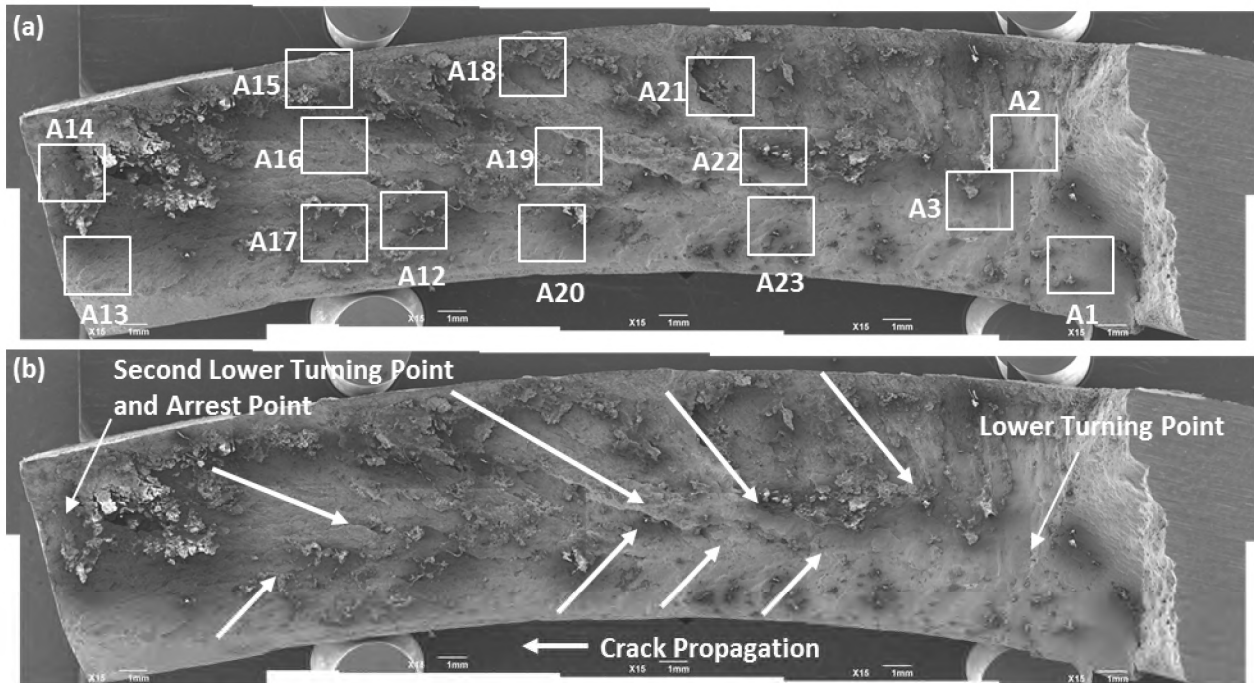 (a)
A15
A18
A21
A2
A14
A16
A19
A22
A3
A17
A12
A20
A23
A1
A13
X15 1mm
X15 1mm
X15 1mm
X15 1mm
X15 1mm
(b)
Second Lower Turning Point
and Arrest Point
Lower Turning Point
Crack Propagation
X15 1mm
X15 1mm
X15 1mm
X15 1mm
X15 1mm